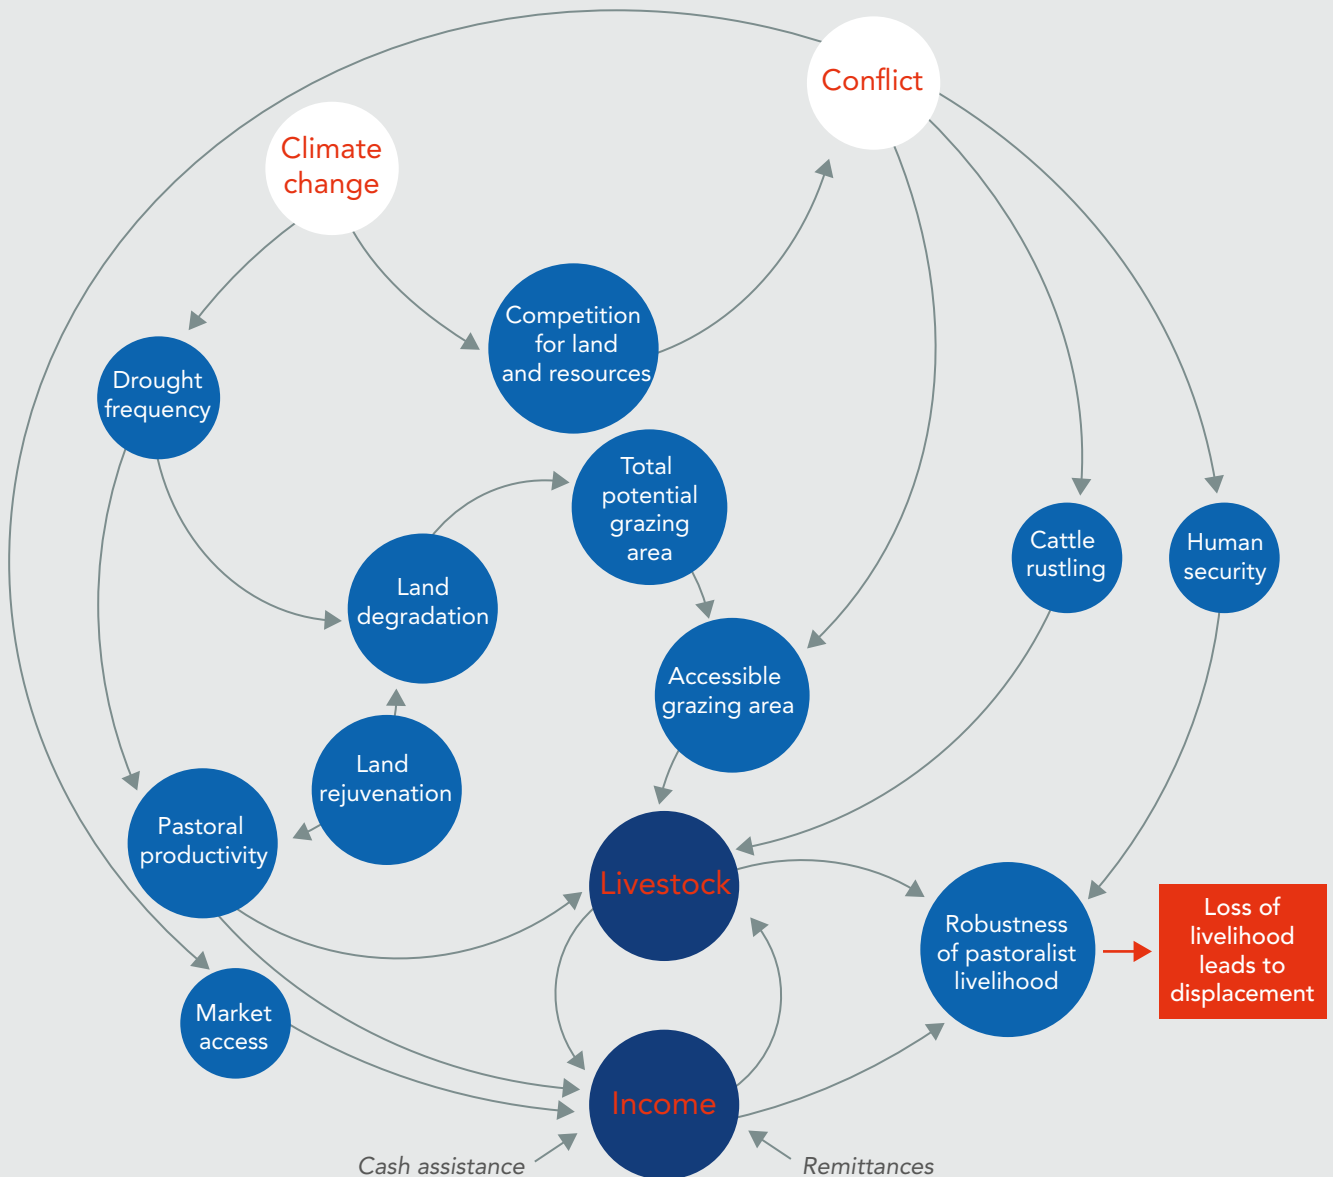 Conflict
Climate
change
Competition
for land
and resources
Drought
frequency
Total
potential
grazing
area
Cattle
rustling
Human
security
Land
degradation
Accessible
grazing area
Land
rejuvenation
Pastoral
productivity
Livestock
Robustness
of pastoralist
livelihood
Loss of
livelihood
leads to
displacement
Market
access
Income
Cash assistance
Remittances